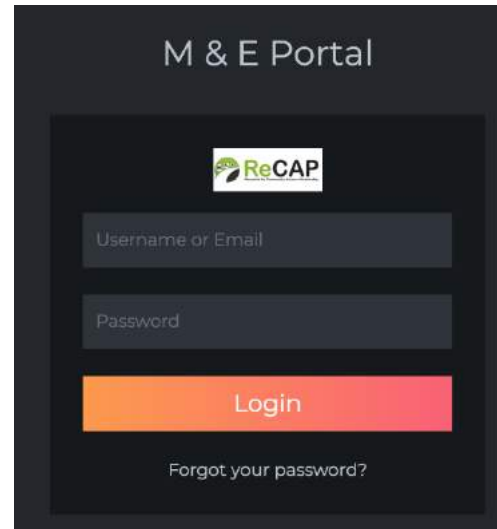 M & E Portal
ReCAP
Username or Email
Password
Login
Forgot your password?